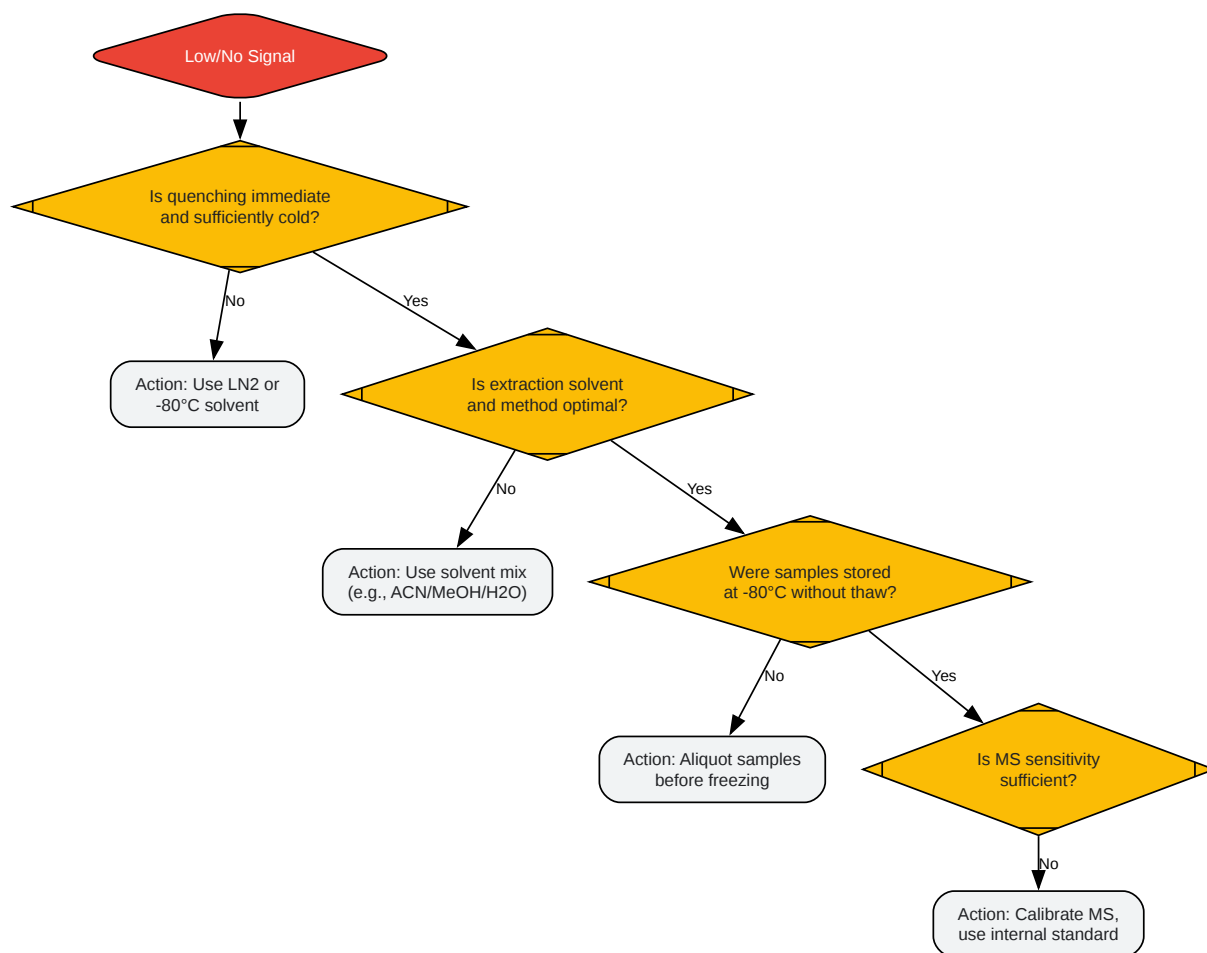 Low/No Signal
Is quenching immediate
and sufficiently cold?
No
Yes
Action: Use LN2 or
-80°C solvent
Is extraction solvent
and method optimal?
No
Yes
Action: Use solvent mix
(e.g., ACN/MeOH/H2O)
Were samples stored
at -80°C without thaw?
No
Yes
Action: Aliquot samples
before freezing
Is MS sensitivity
sufficient?
No
Action: Calibrate MS,
use internal standard